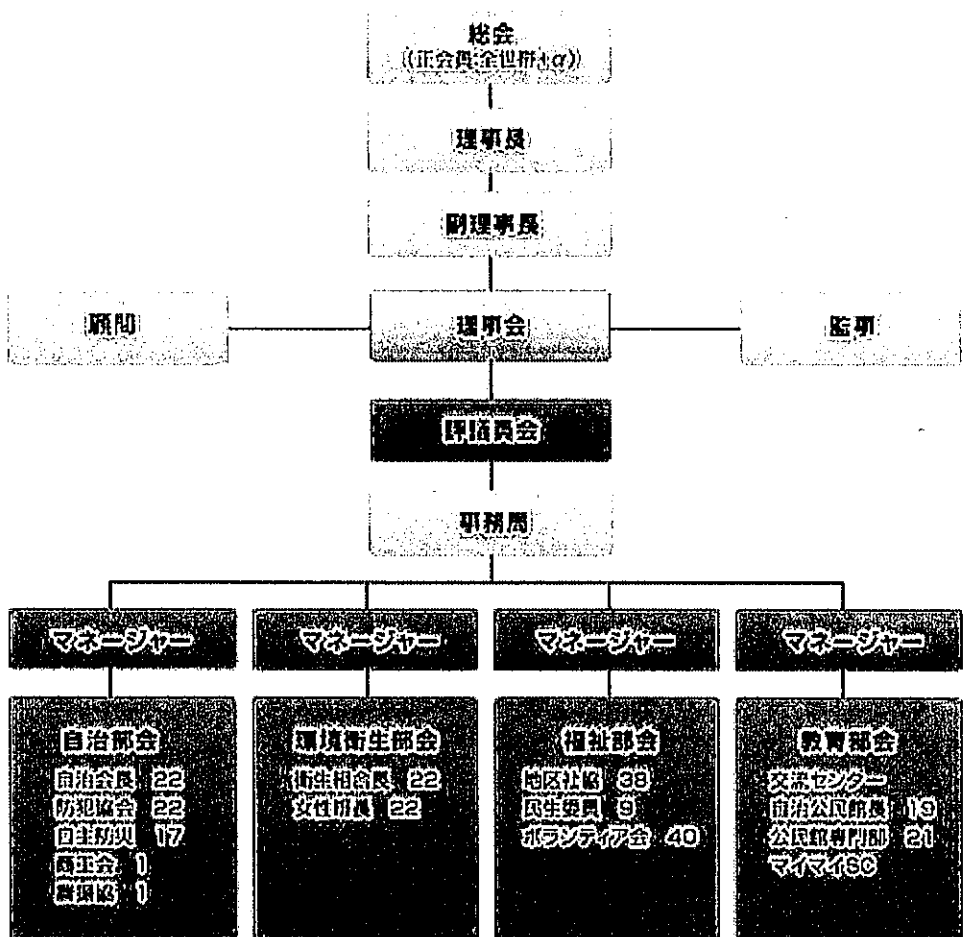 総会
((正会員:全世帯+α))
理事長
副理事長
顧問
理事会
監事
評議員会
事務局
マネージャー
マネージャー
マネージャー
マネージャー
自治部会
自治会長 22
防犯協会 22
自主防災 17
商工会 1
農振協 1
環境衛生部会
衛生組合長 22
女性班長 22
福祉部会
地区社協 38
民生委員 9
ボランティア会 40
教育部会
交流センター
自治公民館長 19
公民館専門部 21
マイマイSC